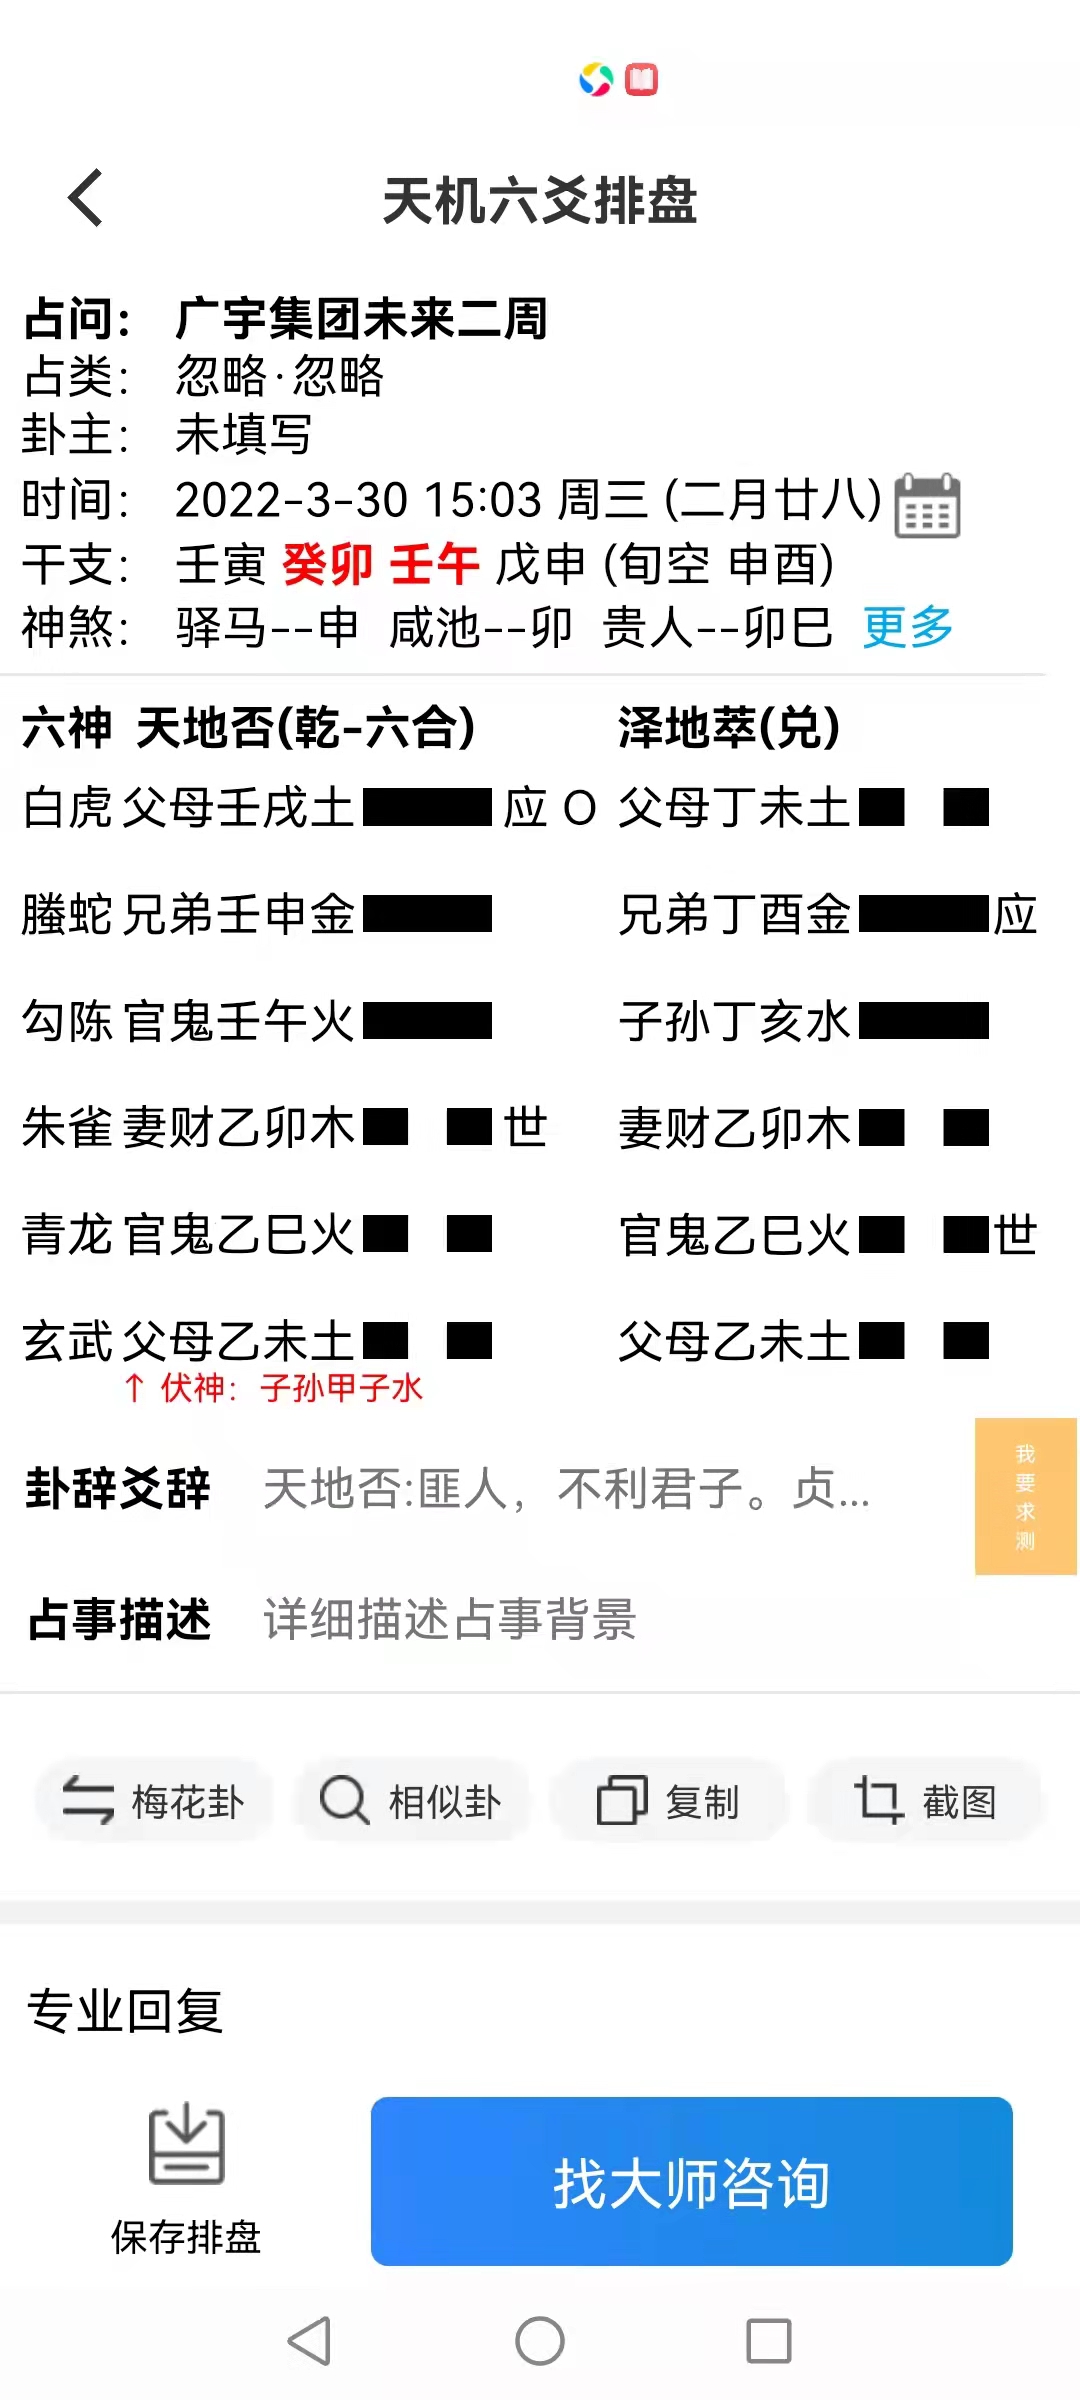 天机六爻排盘
占问： 广宇集团未来二周
占类： 忽略·忽略
卦主： 未填写
时间： 2022-3-30 15:03 周三 (二月廿八)
干支： 壬寅 癸卯 壬午 戊申 (旬空 申酉)
神煞： 驿马--申 咸池--卯 贵人--卯巳 更多
六神 天地否(乾-六合) 泽地萃(兑)
白虎 父母壬戌土 应 O 父母丁未土
螣蛇 兄弟壬申金 兄弟丁酉金 应
勾陈 官鬼壬午火 子孙丁亥水
朱雀 妻财乙卯木 世 妻财乙卯木
青龙 官鬼乙巳火 官鬼乙巳火 世
玄武 父母乙未土 父母乙未土
↑ 伏神：子孙甲子水
卦辞爻辞 天地否:匪人，不利君子。贞...
我要求测
占事描述 详细描述占事背景
梅花卦 相似卦 复制 截图
专业回复
保存排盘 找大师咨询